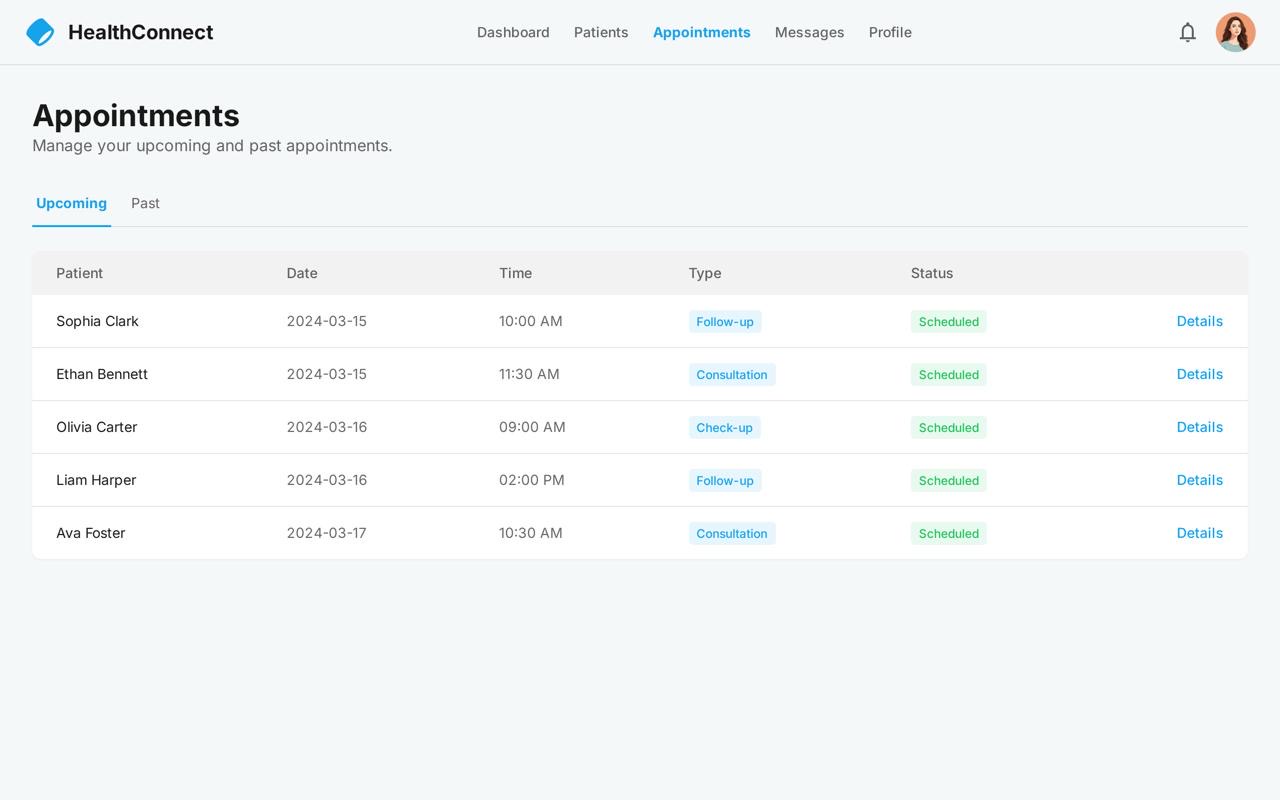 HealthConnect
Dashboard Patients Appointments Messages Profile
Appointments
Manage your upcoming and past appointments.
Upcoming Past
Patient Date Time Type Status
Sophia Clark 2024-03-15 10:00 AM Follow-up Scheduled Details
Ethan Bennett 2024-03-15 11:30 AM Consultation Scheduled Details
Olivia Carter 2024-03-16 09:00 AM Check-up Scheduled Details
Liam Harper 2024-03-16 02:00 PM Follow-up Scheduled Details
Ava Foster 2024-03-17 10:30 AM Consultation Scheduled Details